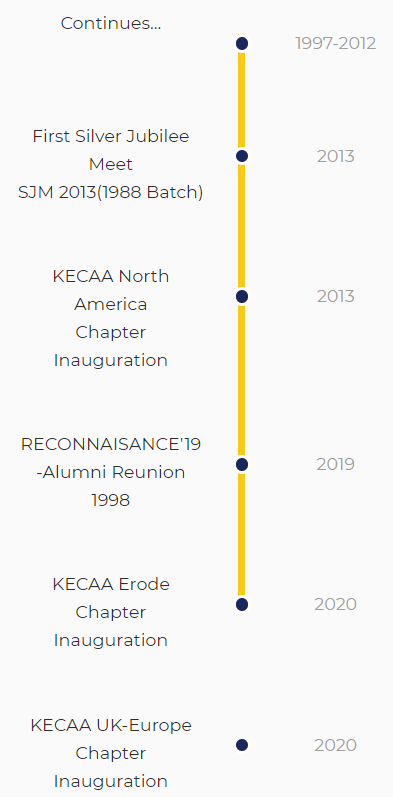 Continues...
1997-2012
First Silver Jubilee
Meet
SJM 2013(1988 Batch)
2013
KECAA North
America
Chapter
Inauguration
2013
RECONNAISANCE'19
-Alumni Reunion
1998
2019
KECAA Erode
Chapter
Inauguration
2020
KECAA UK-Europe
Chapter
Inauguration
2020